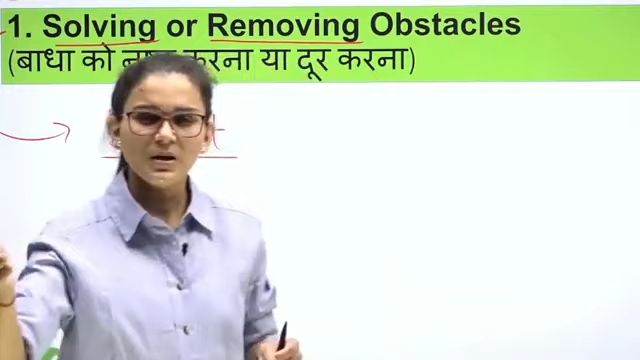 1. Solving or Removing Obstacles
(बाधा को करना या दूर करना)